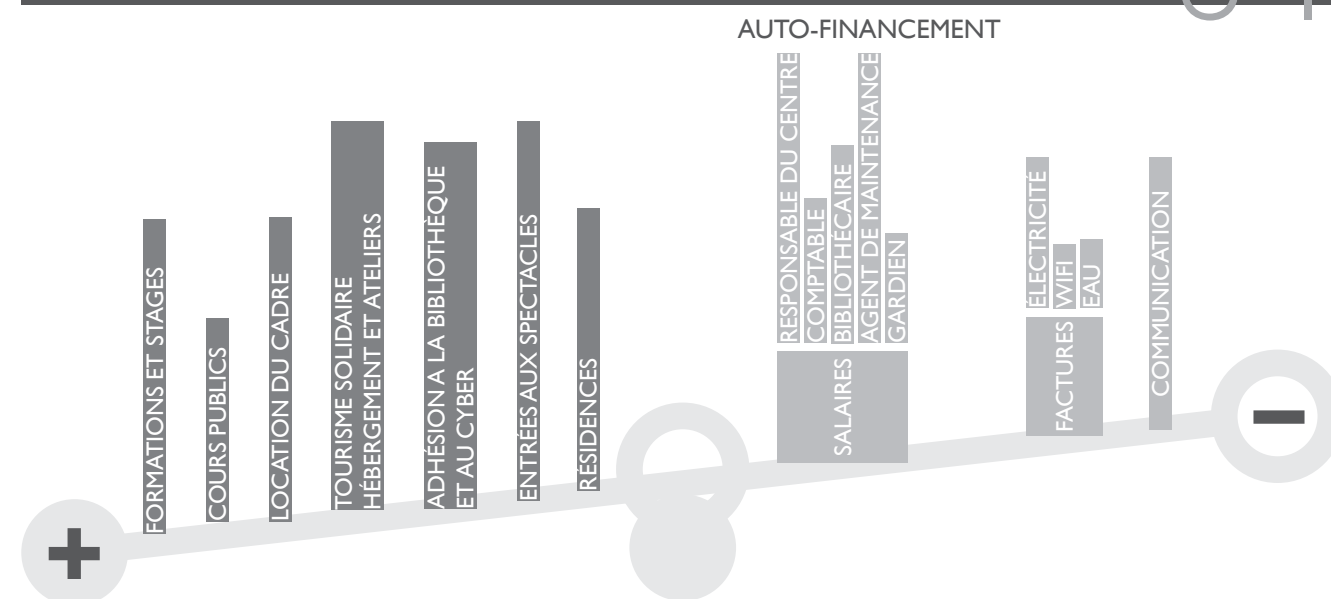 AUTO-FINANCEMENT
FORMATIONS ET STAGES
COURS PUBLICS
LOCATION DU CADRE
TOURISME SOLIDAIRE
HÉBERGEMENT ET ATELIERS
ADHÉSION A LA BIBLIOTHÉQUE
ET AU CYBER
ENTRÉES AUX SPECTACLES
RÉSIDENCES
RESPONSABLE DU CENTRE
COMPTABLE
BIBLIOTHÉCAIRE
AGENT DE MAINTENANCE
GARDIEN
SALAIRES
ÉLECTRICITÉ
WIFI
EAU
FACTURES
COMMUNICATION
+
−